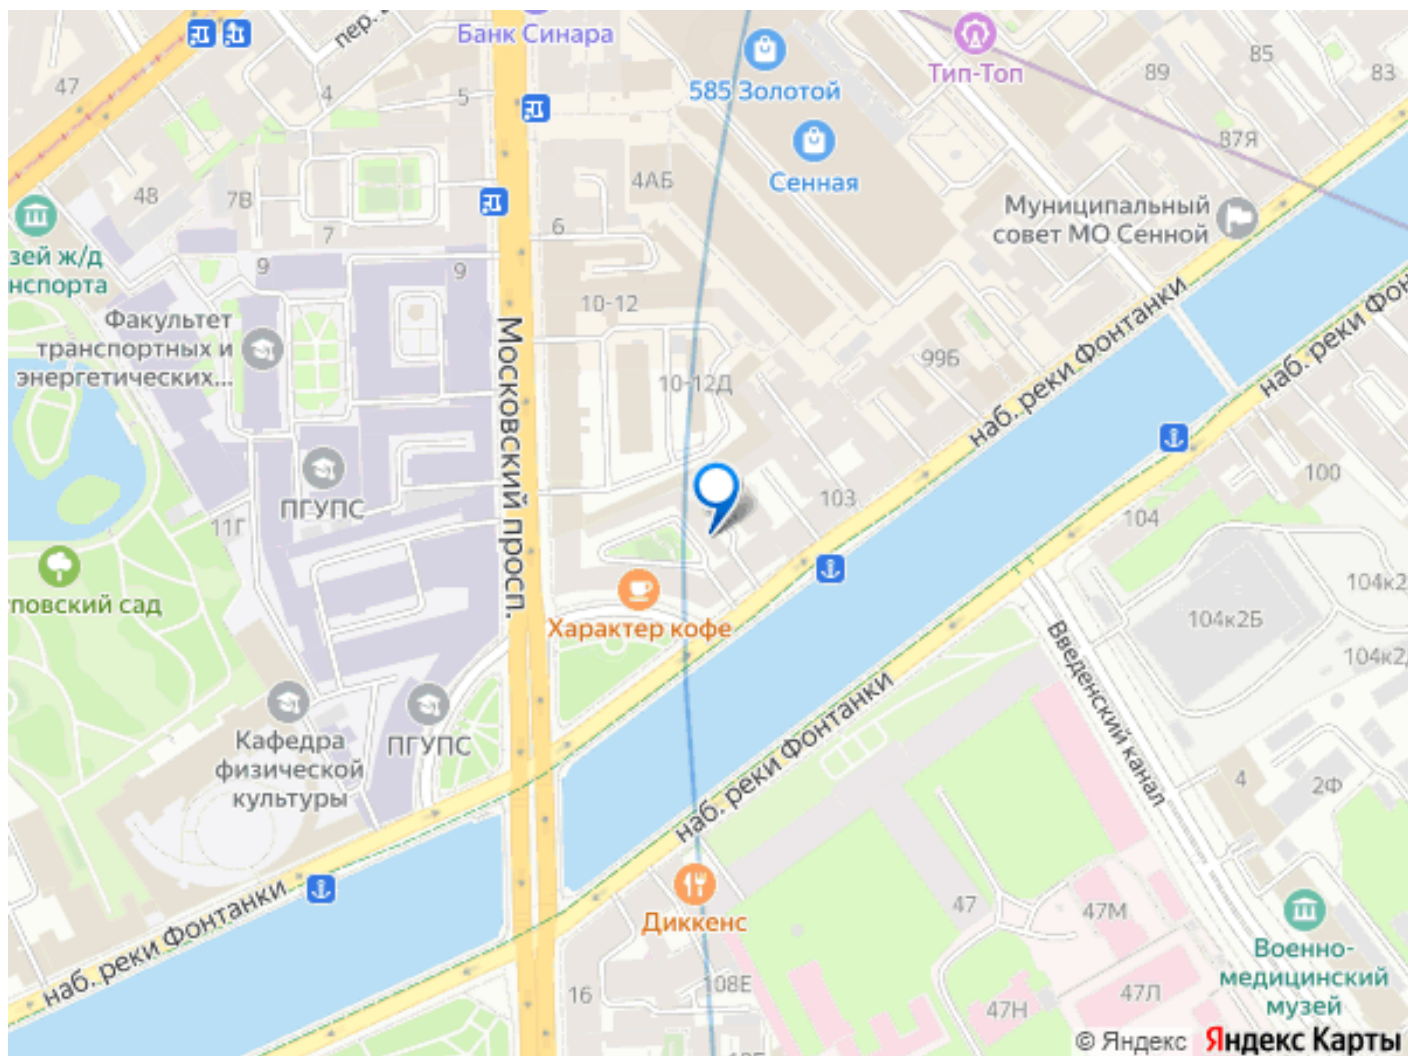 Банк Синара
пер.
47
4
5
585 Золотой
Тип-Топ
85
89
83
87Я
Сенная
4АБ
48
7В
7
6
Муниципальный
совет МО Сенной
зей ж/д
нспорта
9
9
10-12
Факультет
транспортных и
энергетических...
Московский просп.
10-12Д
99Б
наб. реки Фонтанки
наб. реки Фон
ПГУПС
11Г
103
100
104
повский сад
Характер кофе
104к2
104к2Б
104к2
Введенский канал
Кафедра
физической
культуры
ПГУПС
наб. реки Фонтанки
4
2Ф
наб. реки Фонтанки
Диккенс
47
47М
Военно-
медицинский
музей
16
108Е
47Н
47Л
© Яндекс Яндекс Карты